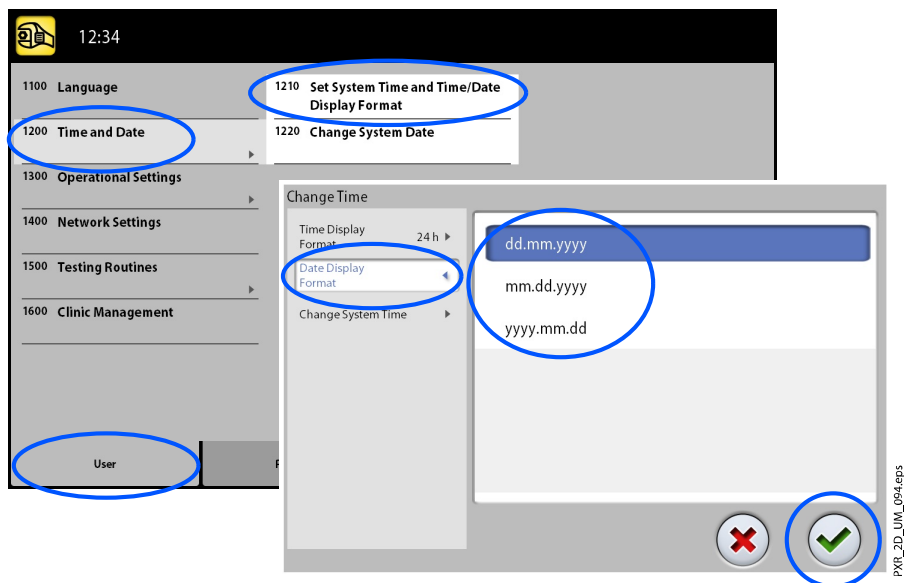 12:34
1100 Language
1200 Time and Date
1300 Operational Settings
1400 Network Settings
1500 Testing Routines
1600 Clinic Management
1210 Set System Time and Time/Date
Display Format
1220 Change System Date
User
Change Time
Time Display
Format
24 h
Date Display
Format
Change System Time
dd.mm.yyyy
mm.dd.yyyy
yyyy.mm.dd
PXR_2D_UM_094.eps